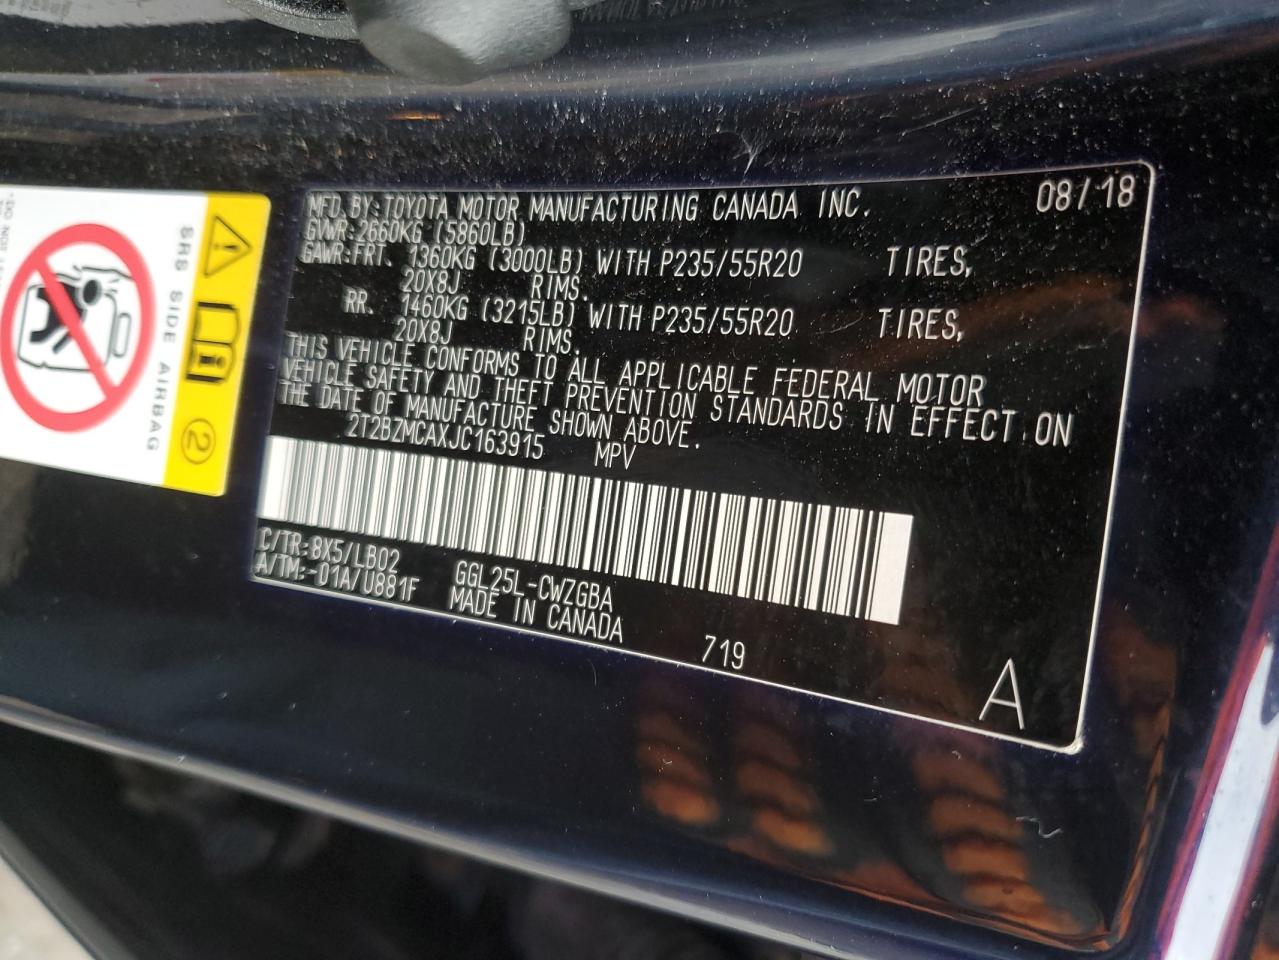 MFD. BY: TOYOTA MOTOR MANUFACTURING CANADA INC. 08/18
GVWR: 2660KG (5860LB)
GAWR: FRT. 1360KG (3000LB) WITH P235/55R20 TIRES,
20X8J RIMS.
RR. 1460KG (3215LB) WITH P235/55R20 TIRES,
20X8J RIMS.
THIS VEHICLE CONFORMS TO ALL APPLICABLE FEDERAL MOTOR
VEHICLE SAFETY AND THEFT PREVENTION STANDARDS IN EFFECT ON
THE DATE OF MANUFACTURE SHOWN ABOVE.
2T2BZMCAXJC163915 MPV
C/TR: 8X5/LB02 GGL25L-CWZGBA
A/TM: -01A/U881F MADE IN CANADA
719
A
SRS SIDE AIRBAG
2